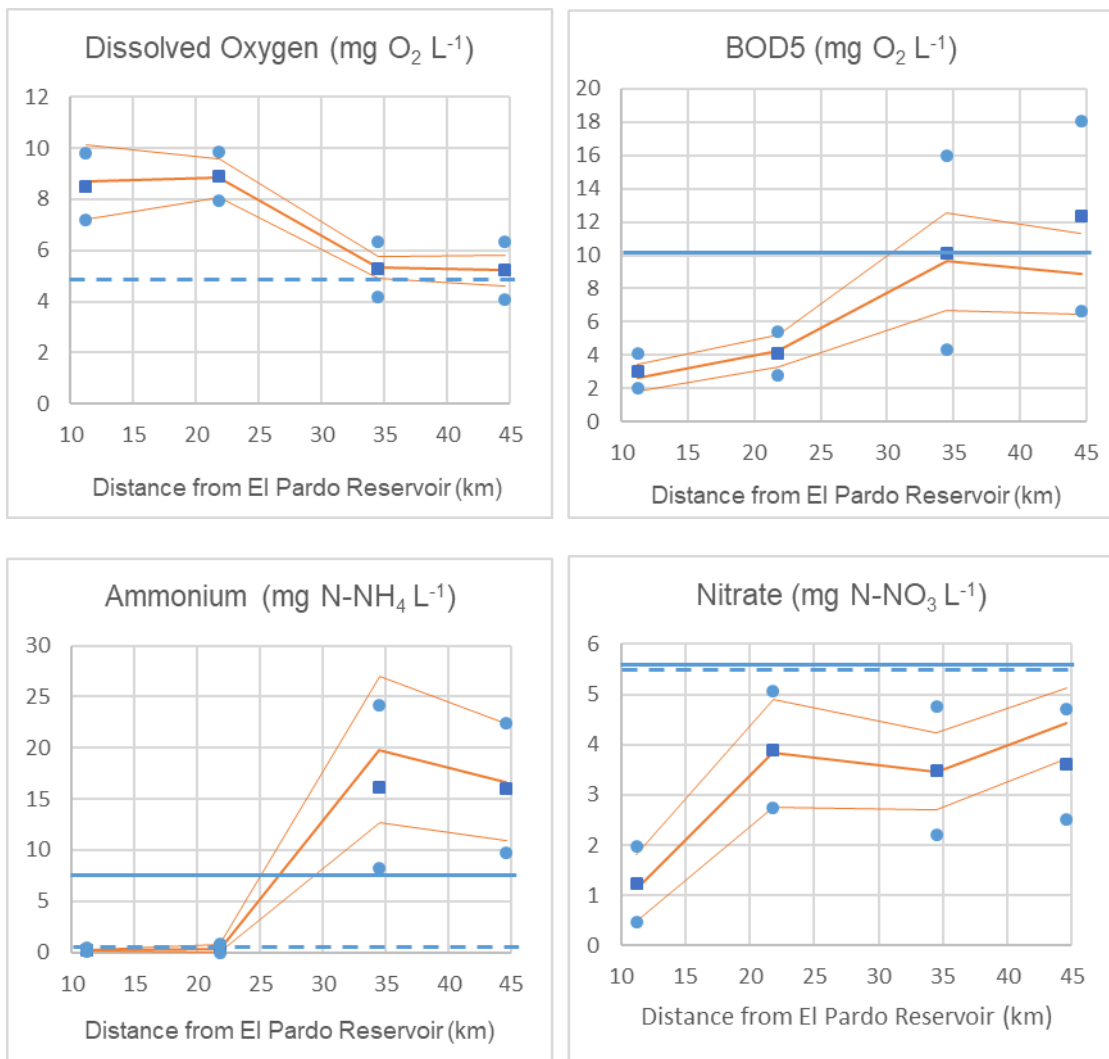 Dissolved Oxygen (mg O₂ L⁻¹)
12
10
8
6
4
2
0
10 15 20 25 30 35 40 45
Distance from El Pardo Reservoir (km)
BOD5 (mg O₂ L⁻¹)
20
18
16
14
12
10
8
6
4
2
0
10 15 20 25 30 35 40 45
Distance from El Pardo Reservoir (km)
Ammonium (mg N-NH₄ L⁻¹)
30
25
20
15
10
5
0
10 15 20 25 30 35 40 45
Distance from El Pardo Reservoir (km)
Nitrate (mg N-NO₃ L⁻¹)
6
5
4
3
2
1
0
10 15 20 25 30 35 40 45
Distance from El Pardo Reservoir (km)